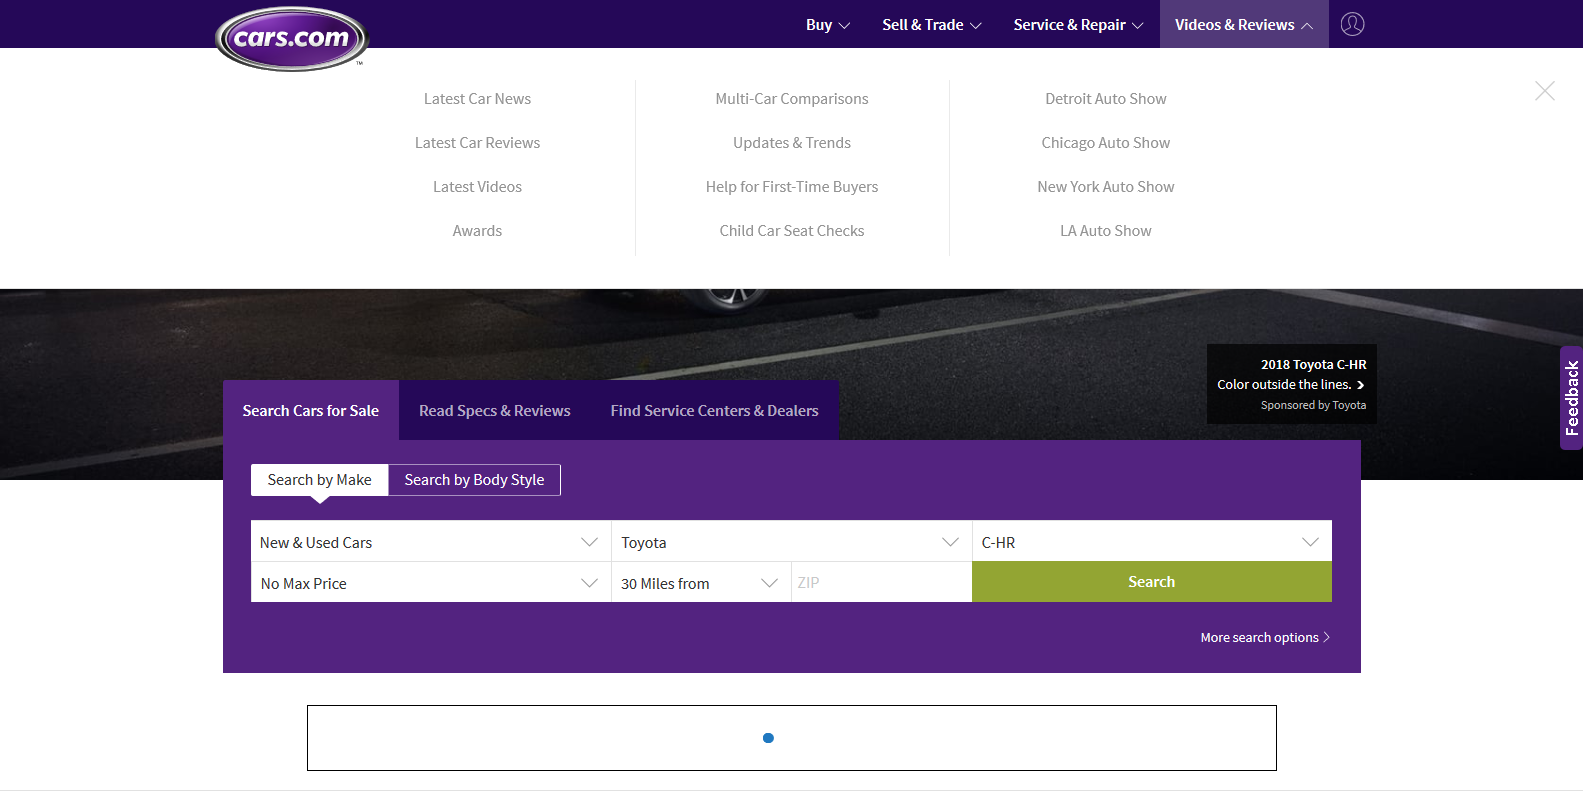 cars.com
™
Buy
Sell & Trade
Service & Repair
Videos & Reviews
Latest Car News
Latest Car Reviews
Latest Videos
Awards
Multi-Car Comparisons
Updates & Trends
Help for First-Time Buyers
Child Car Seat Checks
Detroit Auto Show
Chicago Auto Show
New York Auto Show
LA Auto Show
2018 Toyota C-HR
Color outside the lines.
Sponsored by Toyota
Feedback
Search Cars for Sale
Read Specs & Reviews
Find Service Centers & Dealers
Search by Make
Search by Body Style
New & Used Cars
Toyota
C-HR
No Max Price
30 Miles from
ZIP
Search
More search options